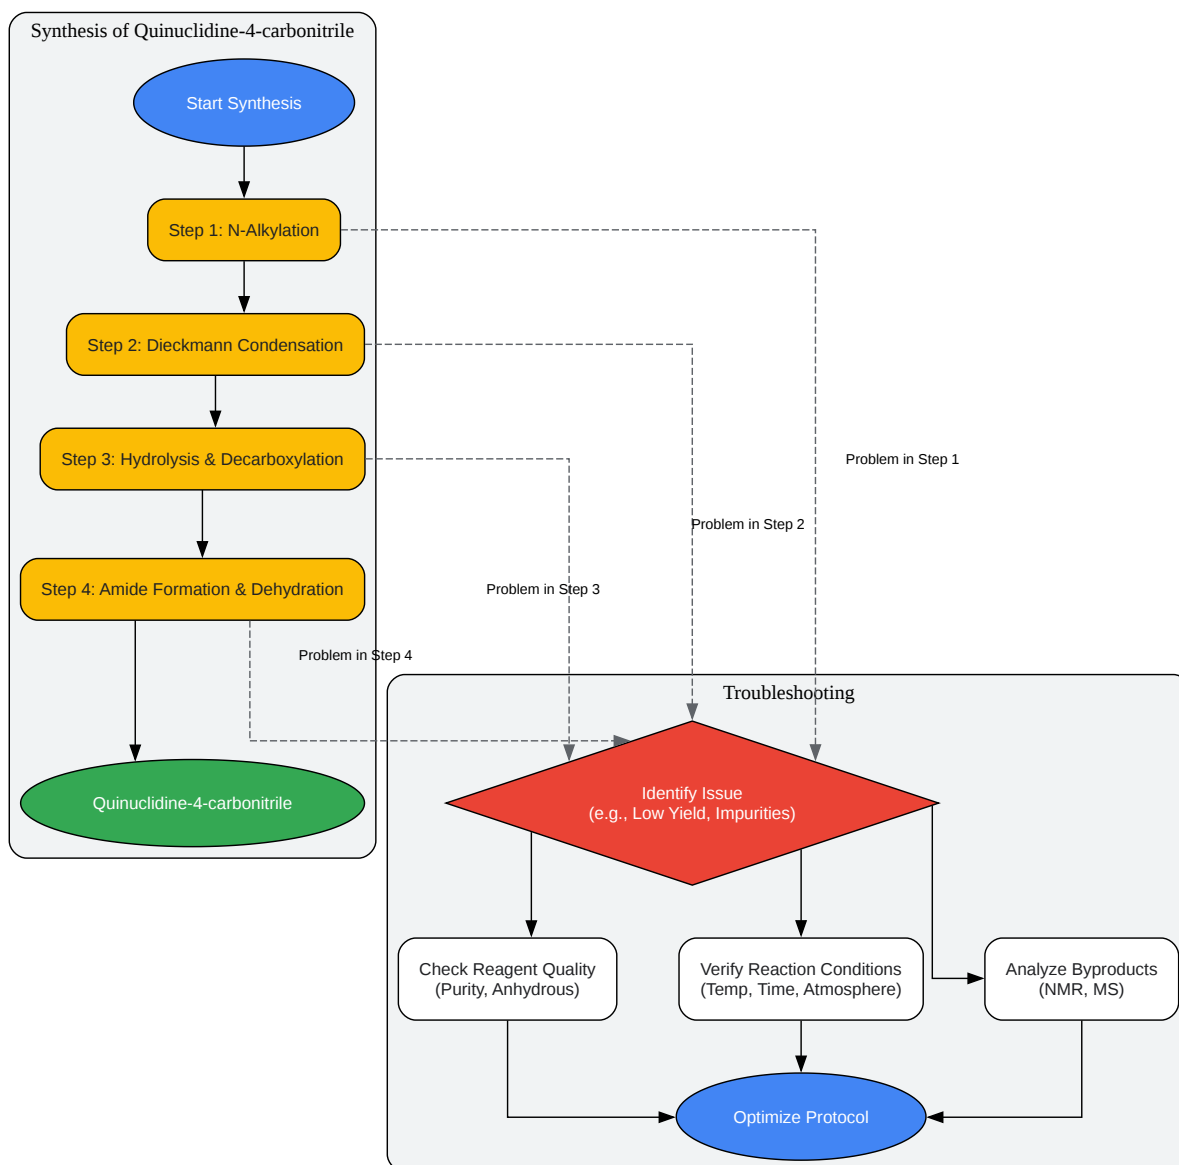 Synthesis of Quinuclidine-4-carbonitrile
Start Synthesis
Step 1: N-Alkylation
Step 2: Dieckmann Condensation
Step 3: Hydrolysis & Decarboxylation
Problem in Step 1
Problem in Step 2
Step 4: Amide Formation & Dehydration
Problem in Step 3
Problem in Step 4
Quinuclidine-4-carbonitrile
Troubleshooting
Identify Issue
(e.g., Low Yield, Impurities)
Check Reagent Quality
(Purity, Anhydrous)
Verify Reaction Conditions
(Temp, Time, Atmosphere)
Analyze Byproducts
(NMR, MS)
Optimize Protocol